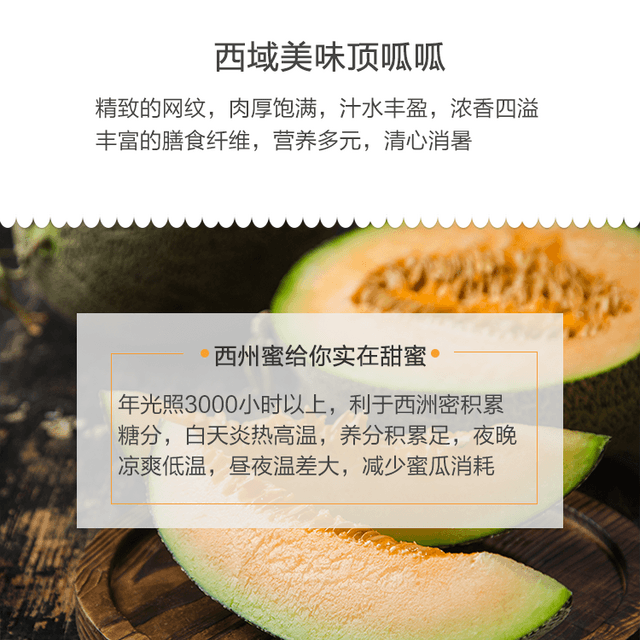 西域美味顶呱呱
精致的网纹，肉厚饱满，汁水丰盈，浓香四溢
丰富的膳食纤维，营养多元，清心消暑
西州蜜给你实在甜蜜
年光照3000小时以上，利于西洲密积累
糖分，白天炎热高温，养分积累足，夜晚
凉爽低温，昼夜温差大，减少蜜瓜消耗